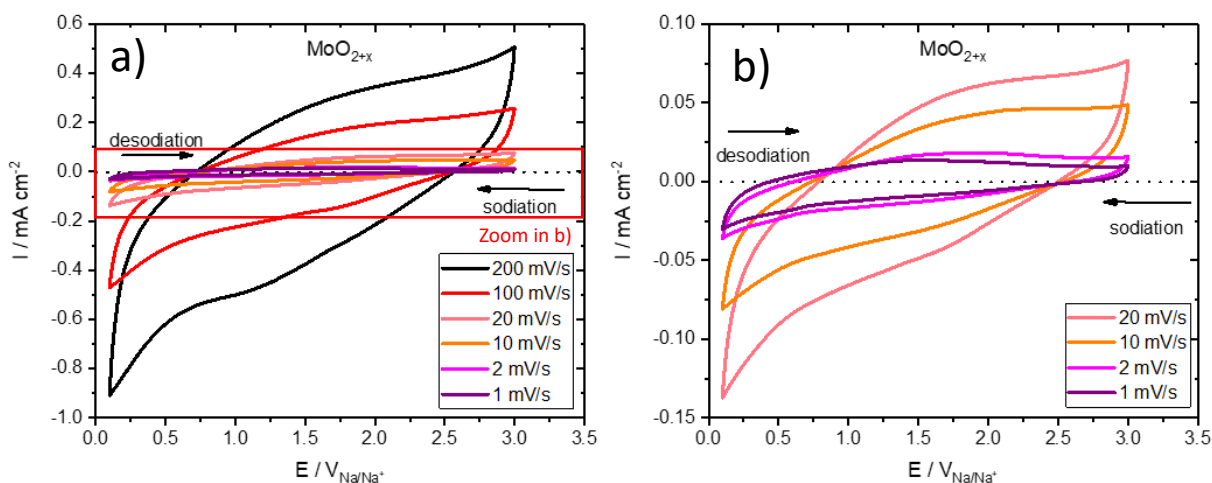 a)
MoO2+x
desodiation
sodiation
Zoom in b)
200 mV/s
100 mV/s
20 mV/s
10 mV/s
2 mV/s
1 mV/s
I / mA cm-2
0.6
0.4
0.2
0.0
-0.2
-0.4
-0.6
-0.8
-1.0
0.0 0.5 1.0 1.5 2.0 2.5 3.0 3.5
E / VNa/Na+
b)
MoO2+x
desodiation
sodiation
20 mV/s
10 mV/s
2 mV/s
1 mV/s
I / mA cm-2
0.10
0.05
0.00
-0.05
-0.10
-0.15
0.0 0.5 1.0 1.5 2.0 2.5 3.0 3.5
E / VNa/Na+